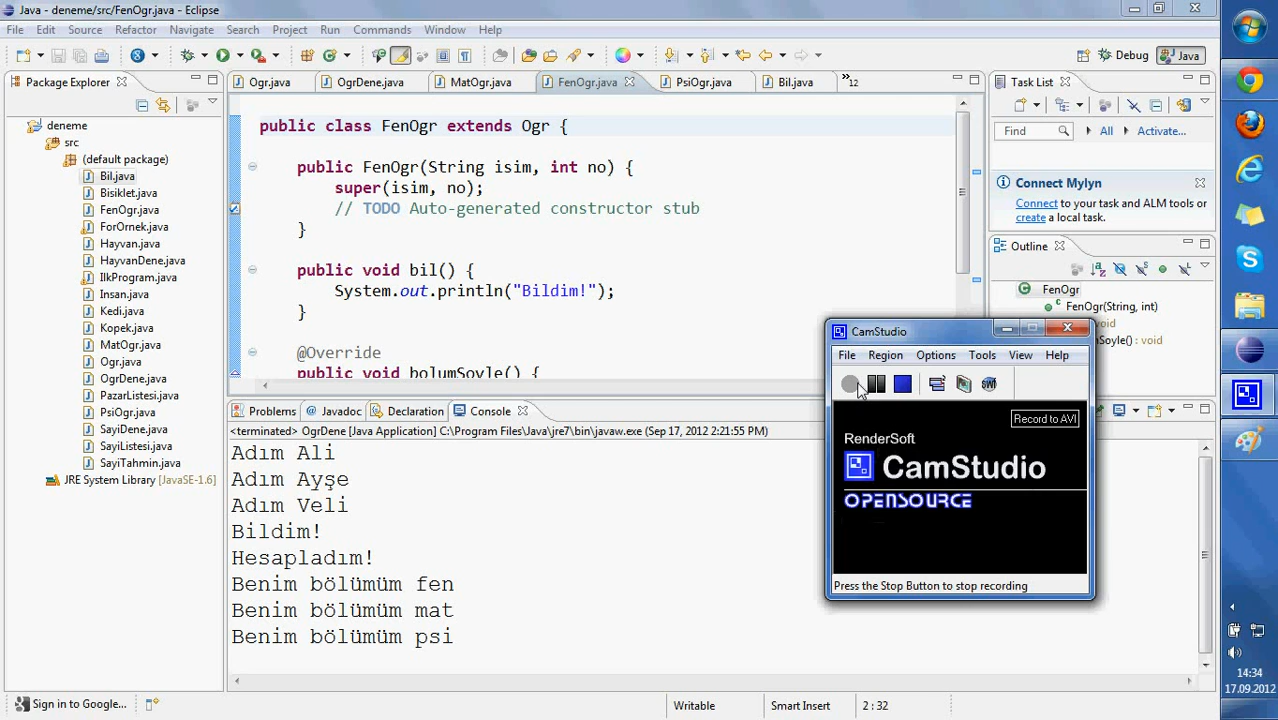 Java - deneme/src/FenOgr.java - Eclipse
File Edit Source Refactor Navigate Search Project Run Commands Window Help
Debug Java
Package Explorer
deneme
src
(default package)
Bil.java
Bisiklet.java
FenOgr.java
ForOrnek.java
Hayvan.java
HayvanDene.java
IlkProgram.java
Insan.java
Kedi.java
Kopek.java
MatOgr.java
Ogr.java
OgrDene.java
PazarListesi.java
PsiOgr.java
SayiDene.java
SayiListesi.java
SayiTahmin.java
JRE System Library [JavaSE-1.6]
Ogr.java OgrDene.java MatOgr.java FenOgr.java PsiOgr.java Bil.java »12
public class FenOgr extends Ogr {
public FenOgr(String isim, int no) {
super(isim, no);
// TODO Auto-generated constructor stub
}
public void bil() {
System.out.println("Bildim!");
}
@Override
public void bolumSoyle() {
Task List
Find All Activate...
Connect Mylyn
Connect to your task and ALM tools or
create a local task.
Outline
FenOgr
FenOgr(String, int)
void
mSoyle() : void
Problems Javadoc Declaration Console
<terminated> OgrDene [Java Application] C:\Program Files\Java\jre7\bin\javaw.exe (Sep 17, 2012 2:21:55 PM)
Adım Ali
Adım Ayşe
Adım Veli
Bildim!
Hesapladım!
Benim bölümüm fen
Benim bölümüm mat
Benim bölümüm psi
CamStudio
File Region Options Tools View Help
SWF
Record to AVI
RenderSoft
CamStudio
OPENSOURCE
Press the Stop Button to stop recording
Sign in to Google...
Writable Smart Insert 2 : 32
14:34
17.09.2012